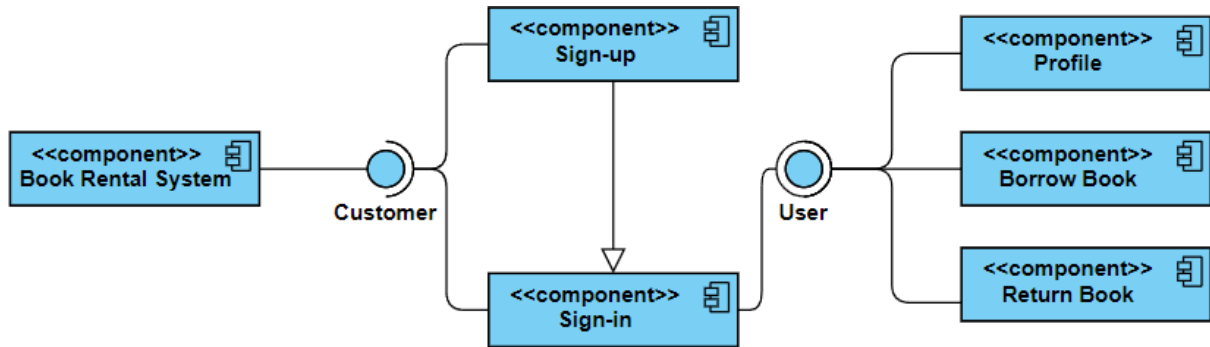 <<component>>
Book Rental System
Customer
<<component>>
Sign-up
<<component>>
Sign-in
User
<<component>>
Profile
<<component>>
Borrow Book
<<component>>
Return Book